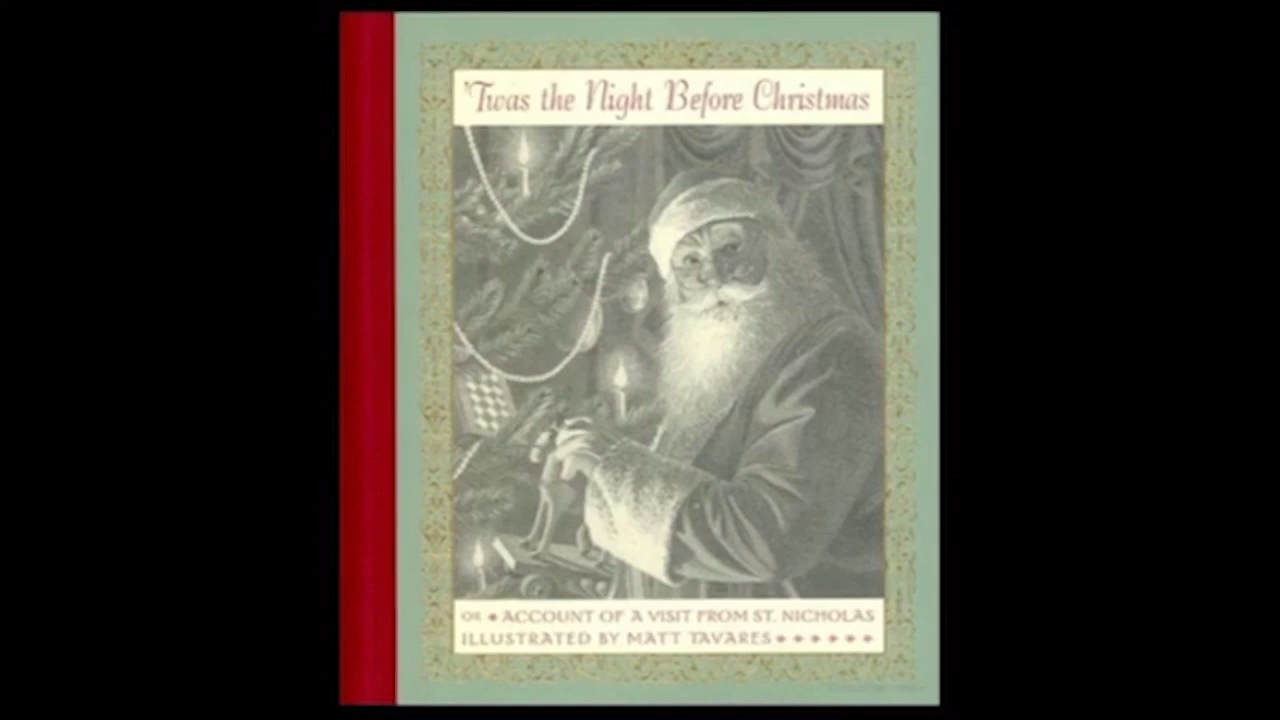 'Twas the Night Before Christmas
OR ◆ ACCOUNT OF A VISIT FROM ST. NICHOLAS
ILLUSTRATED BY MATT TAVARES ◆ ◆ ◆ ◆ ◆ ◆